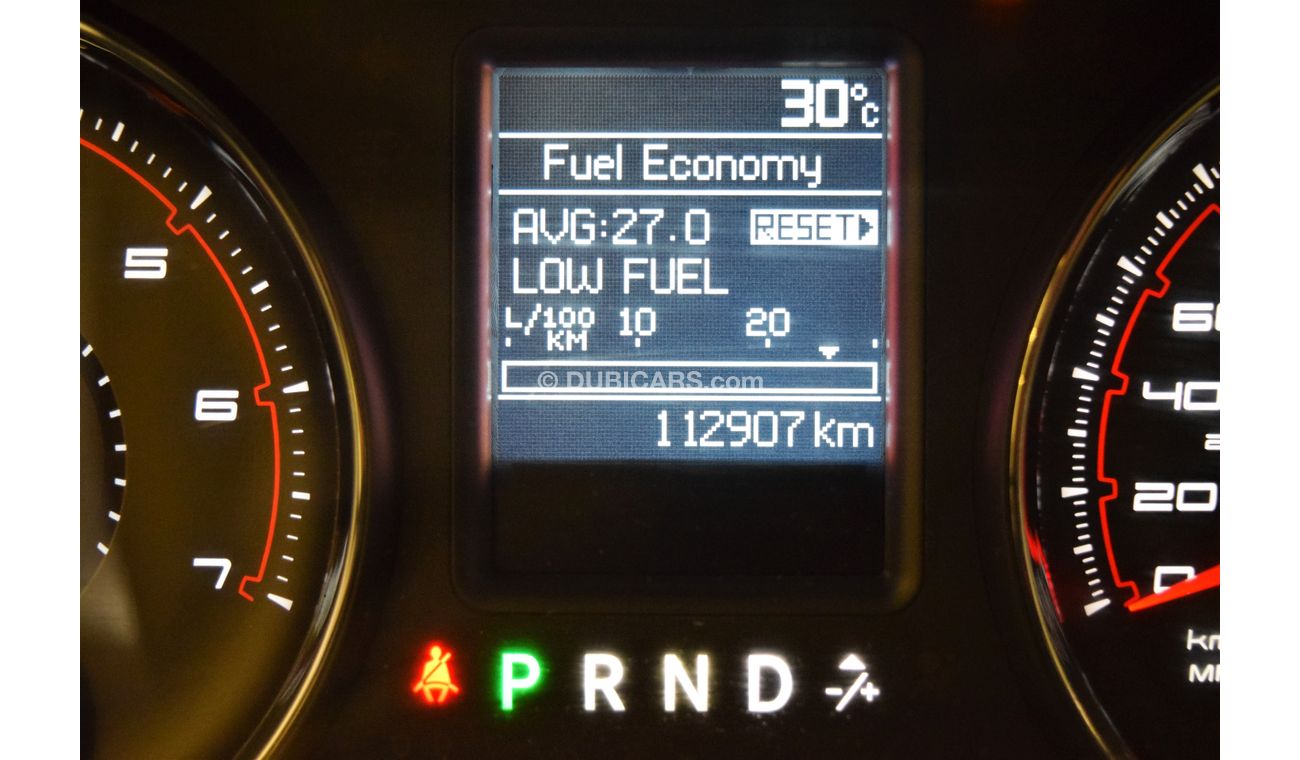 30°C
Fuel Economy
AVG:27.0 RESET
LOW FUEL
L/100 KM 10 20
© DUBICARS.com
112907 km
5
6
7
60
40
20
0
P R N D -/+